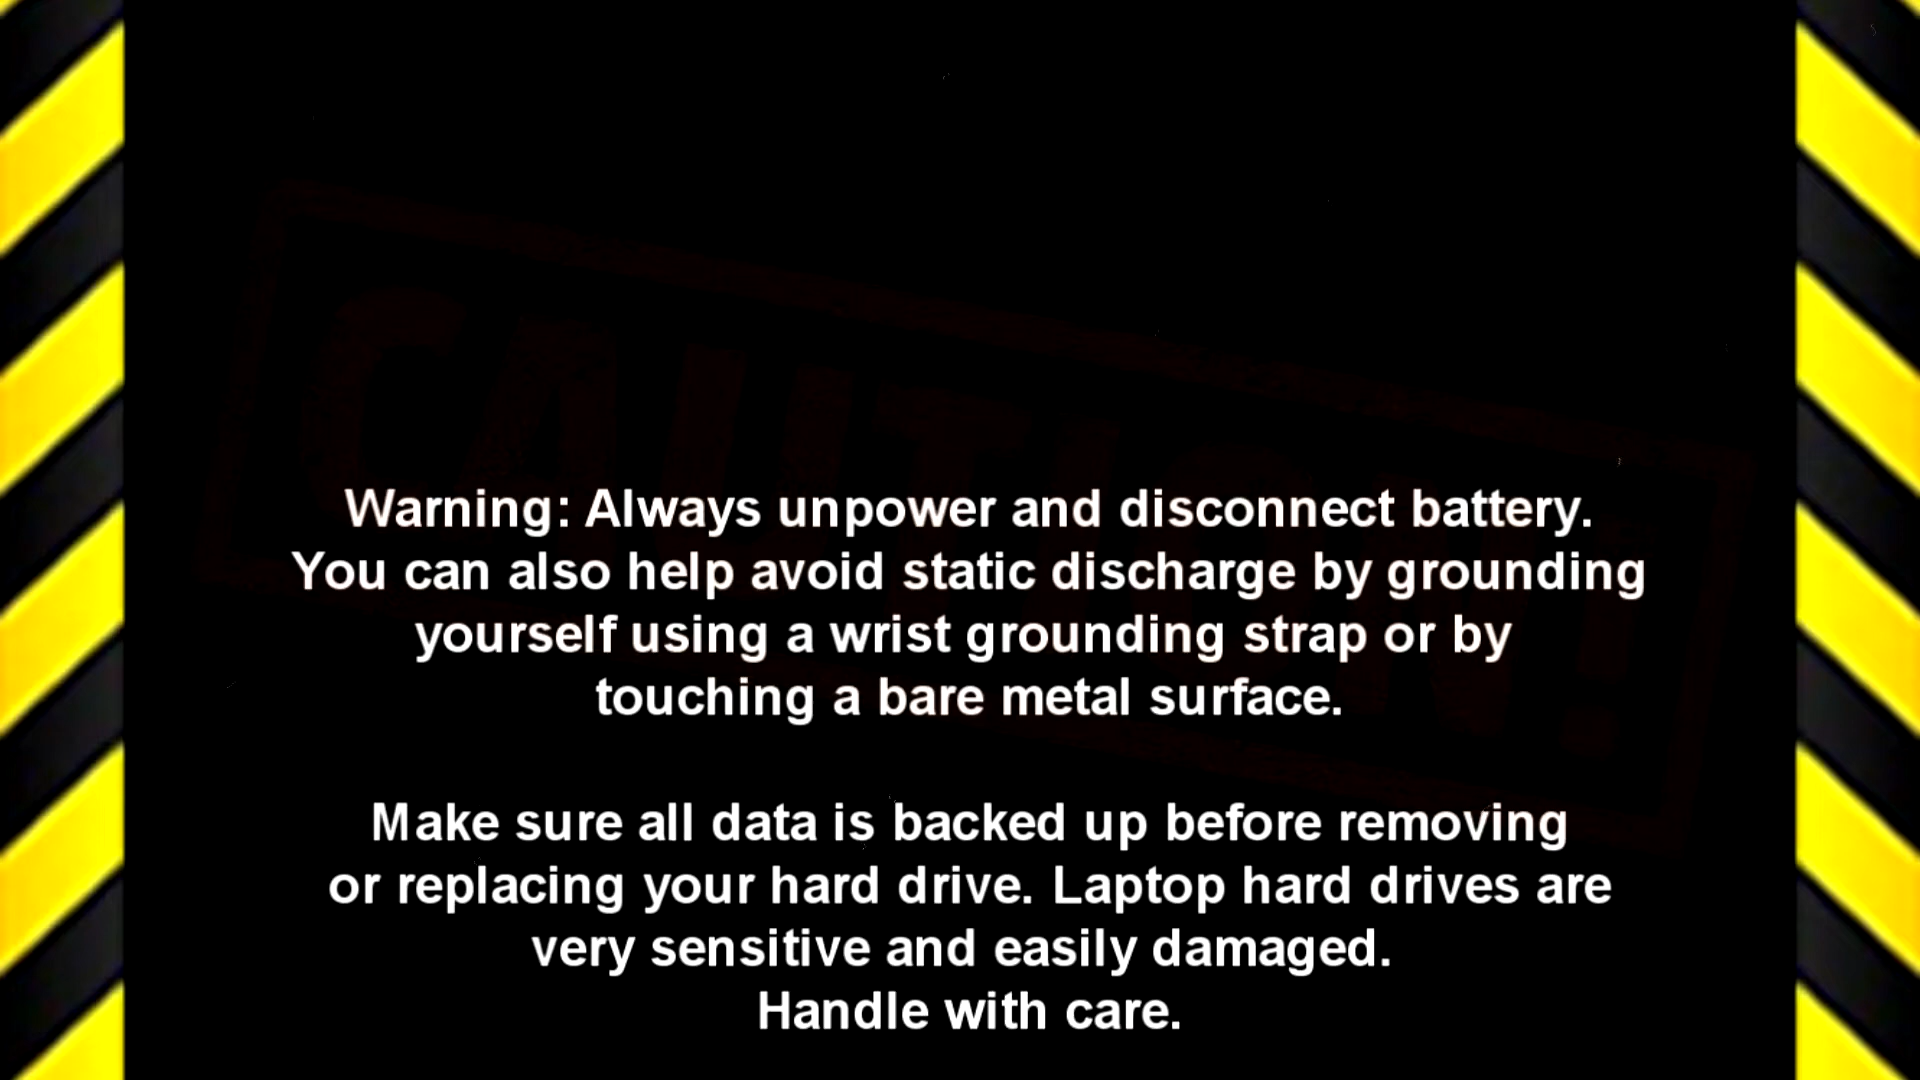 CAUTION!
Warning: Always unpower and disconnect battery.
You can also help avoid static discharge by grounding
yourself using a wrist grounding strap or by
touching a bare metal surface.
Make sure all data is backed up before removing
or replacing your hard drive. Laptop hard drives are
very sensitive and easily damaged.
Handle with care.